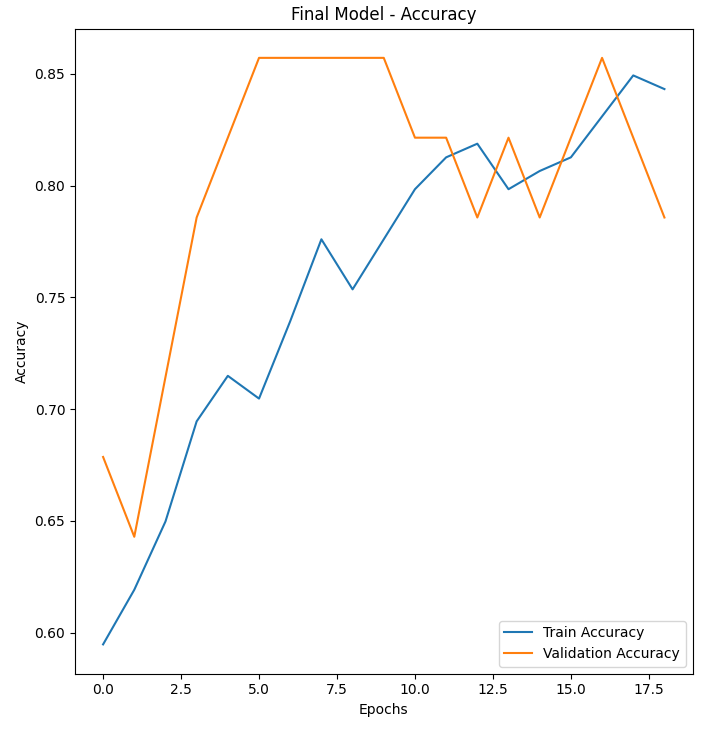 Final Model - Accuracy
0.85
0.80
0.75
0.70
0.65
0.60
Accuracy
0.0 2.5 5.0 7.5 10.0 12.5 15.0 17.5
Epochs
Train Accuracy
Validation Accuracy